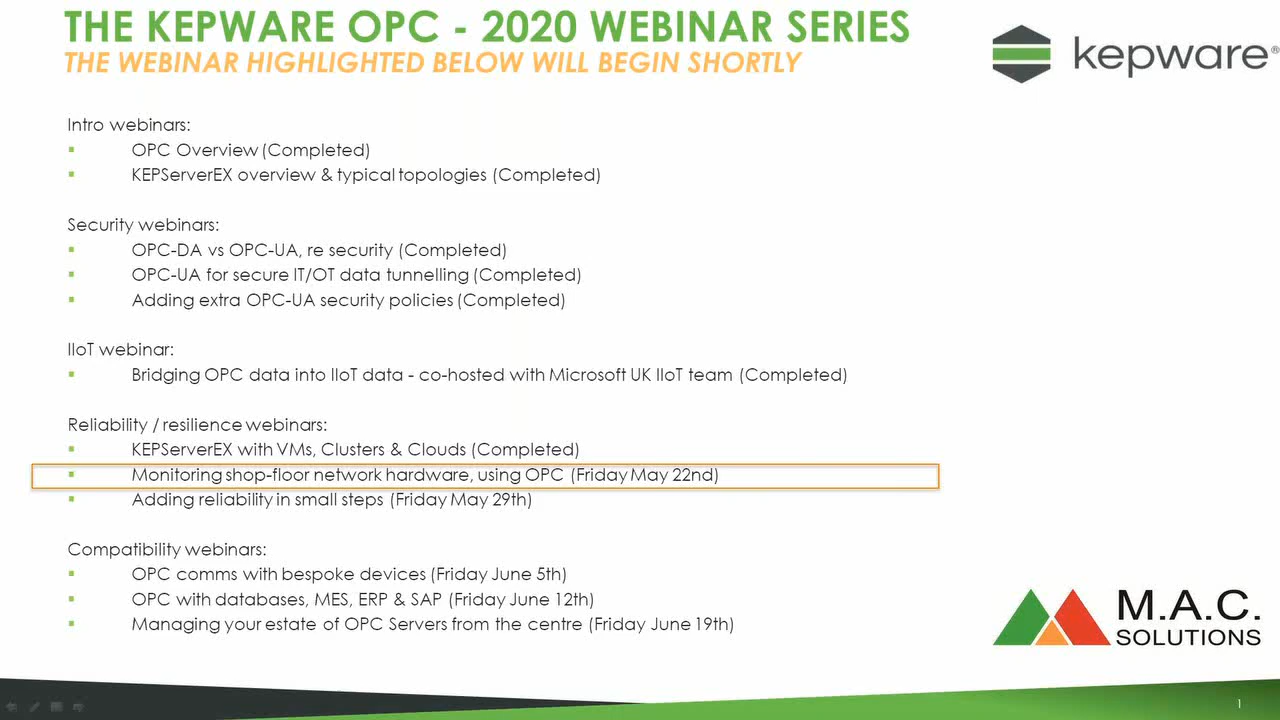 THE KEPWARE OPC - 2020 WEBINAR SERIES
THE WEBINAR HIGHLIGHTED BELOW WILL BEGIN SHORTLY
kepware®
Intro webinars:
▪ OPC Overview (Completed)
▪ KEPServerEX overview & typical topologies (Completed)
Security webinars:
▪ OPC-DA vs OPC-UA, re security (Completed)
▪ OPC-UA for secure IT/OT data tunnelling (Completed)
▪ Adding extra OPC-UA security policies (Completed)
IIoT webinar:
▪ Bridging OPC data into IIoT data - co-hosted with Microsoft UK IIoT team (Completed)
Reliability / resilience webinars:
▪ KEPServerEX with VMs, Clusters & Clouds (Completed)
▪ Monitoring shop-floor network hardware, using OPC (Friday May 22nd)
▪ Adding reliability in small steps (Friday May 29th)
Compatibility webinars:
▪ OPC comms with bespoke devices (Friday June 5th)
▪ OPC with databases, MES, ERP & SAP (Friday June 12th)
▪ Managing your estate of OPC Servers from the centre (Friday June 19th)
M.A.C.
SOLUTIONS
1